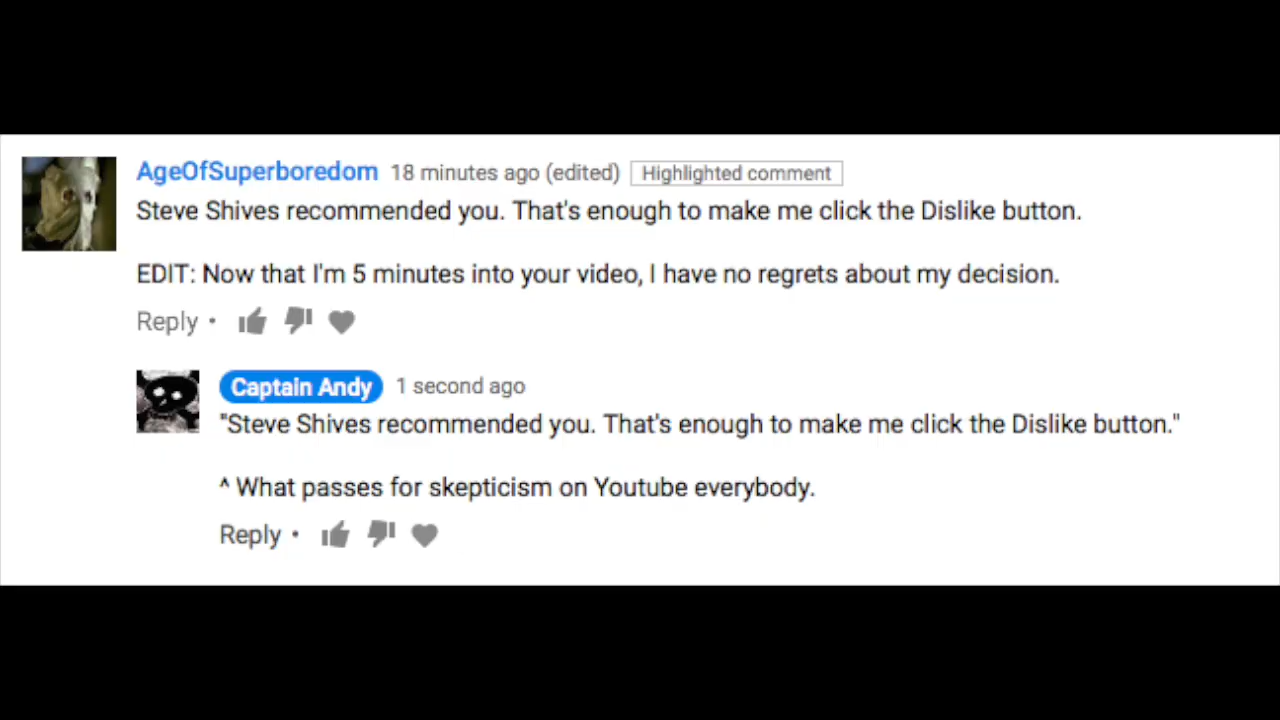 AgeOfSuperboredom 18 minutes ago (edited) Highlighted comment
Steve Shives recommended you. That's enough to make me click the Dislike button.
EDIT: Now that I'm 5 minutes into your video, I have no regrets about my decision.
Reply •
Captain Andy 1 second ago
"Steve Shives recommended you. That's enough to make me click the Dislike button."
^ What passes for skepticism on Youtube everybody.
Reply •